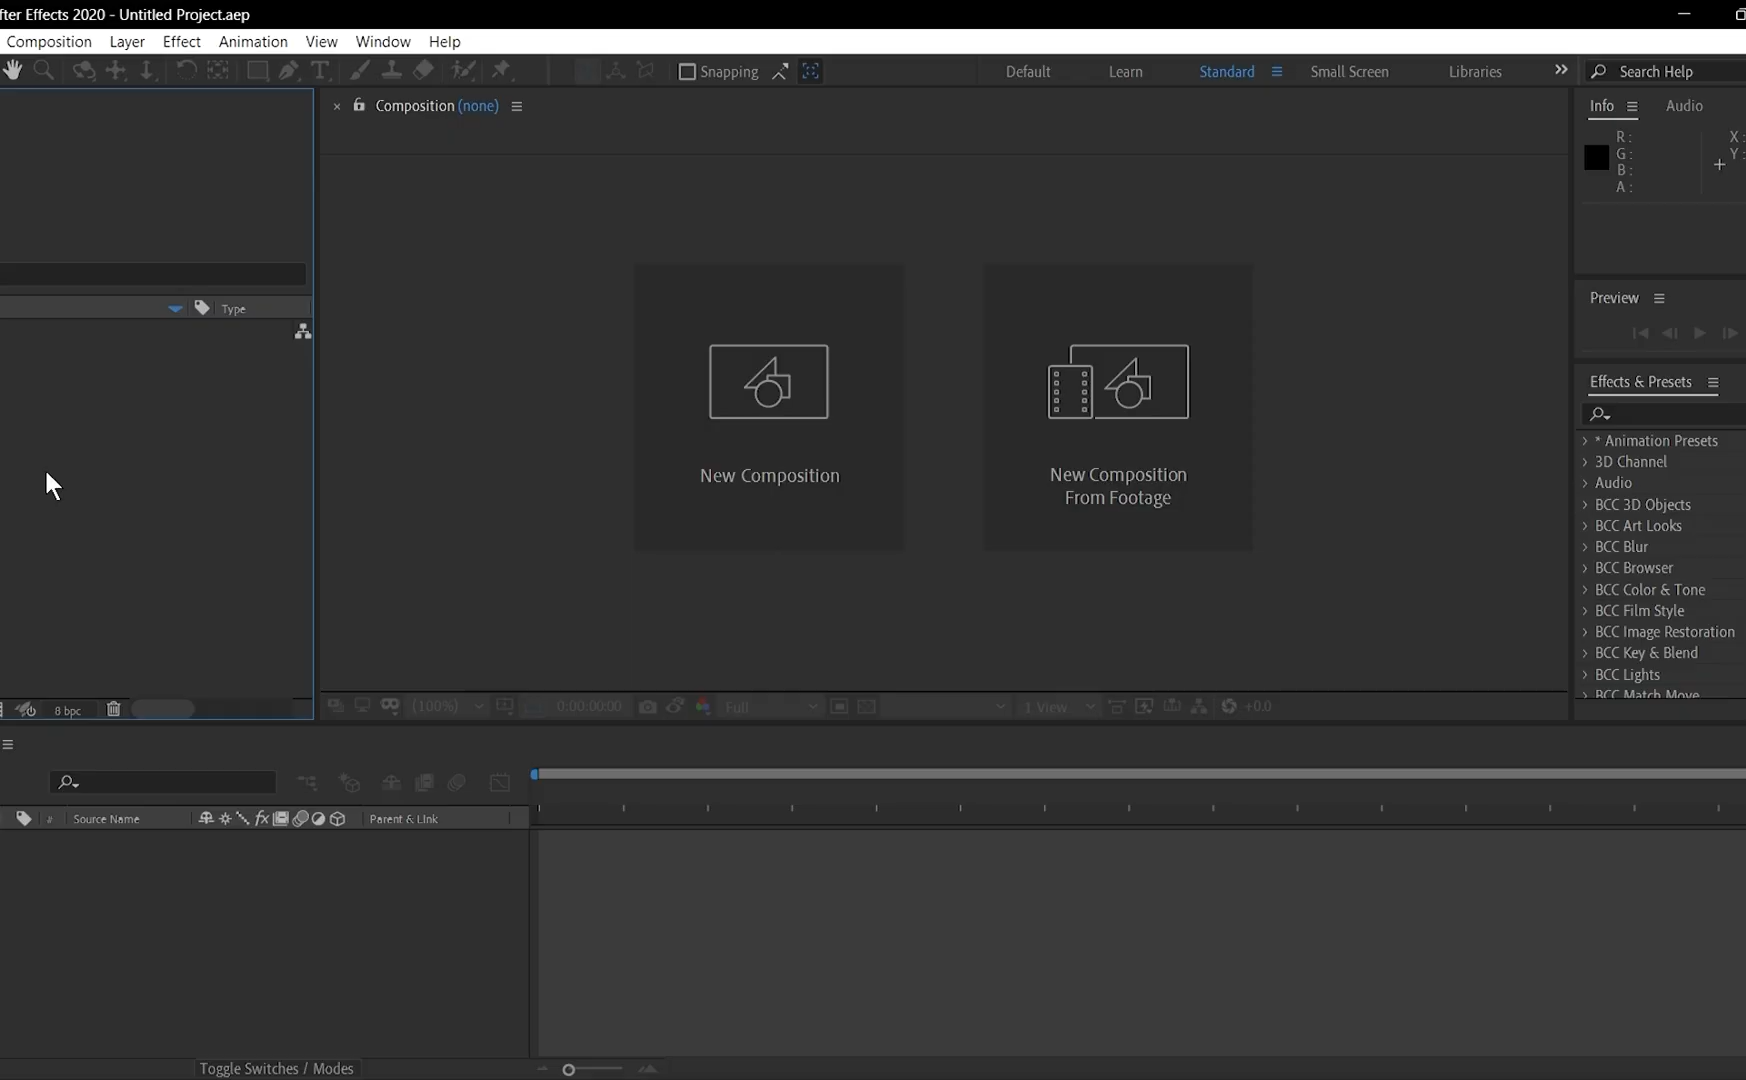 fter Effects 2020 - Untitled Project.aep
Composition Layer Effect Animation View Window Help
Snapping Default Learn Standard Small Screen Libraries Search Help
Composition (none)
Info Audio
R :
G :
B :
A :
X :
Y :
Type
Preview
Effects & Presets
New Composition
New Composition
From Footage
* Animation Presets
3D Channel
Audio
BCC 3D Objects
BCC Art Looks
BCC Blur
BCC Browser
BCC Color & Tone
BCC Film Style
BCC Image Restoration
BCC Key & Blend
BCC Lights
BCC Match Move
8 bpc
(100%) 0:00:00:00 Full 1 View +0.0
# Source Name fx Parent & Link
Toggle Switches / Modes